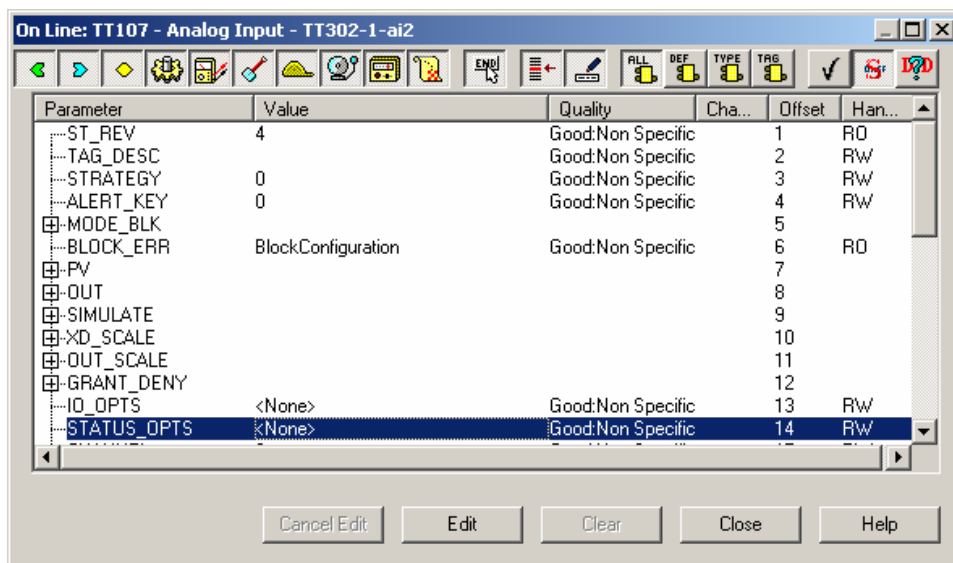 On Line: TT107 - Analog Input - TT302-1-ai2
END ALL DEF TYPE TAG
Parameter Value Quality Cha... Offset Han...
ST_REV 4 Good:Non Specific 1 RO
TAG_DESC Good:Non Specific 2 RW
STRATEGY 0 Good:Non Specific 3 RW
ALERT_KEY 0 Good:Non Specific 4 RW
MODE_BLK 5
BLOCK_ERR BlockConfiguration Good:Non Specific 6 RO
PV 7
OUT 8
SIMULATE 9
XD_SCALE 10
OUT_SCALE 11
GRANT_DENY 12
IO_OPTS <None> Good:Non Specific 13 RW
STATUS_OPTS <None> Good:Non Specific 14 RW
Cancel Edit Edit Clear Close Help